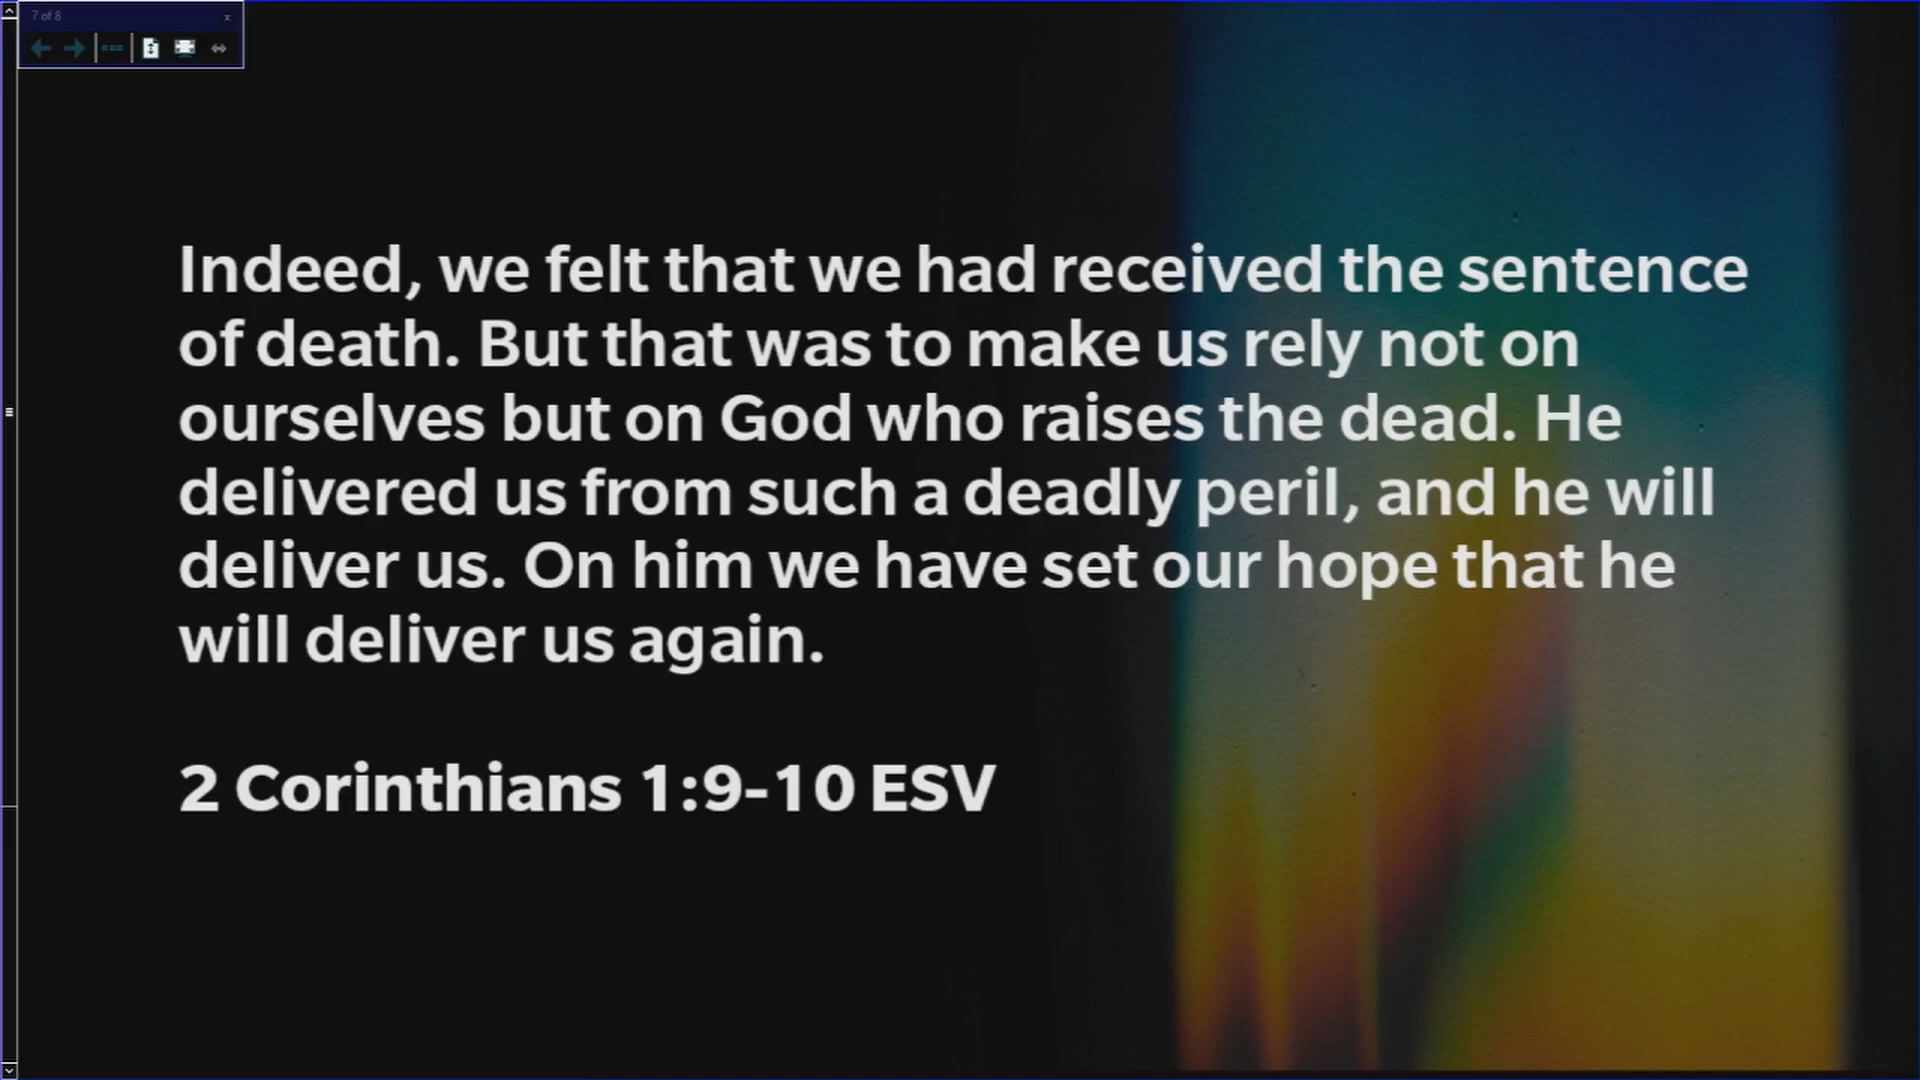 7 of 8
x
Indeed, we felt that we had received the sentence
of death. But that was to make us rely not on
ourselves but on God who raises the dead. He
delivered us from such a deadly peril, and he will
deliver us. On him we have set our hope that he
will deliver us again.
2 Corinthians 1:9-10 ESV